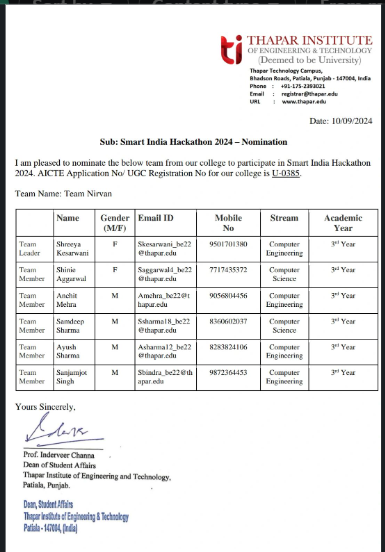 THAPAR INSTITUTE
OF ENGINEERING & TECHNOLOGY
(Deemed to be University)
Thapar Technology Campus,
Bhadson Roads, Patiala, Punjab - 147004, India
Phone : +91-175-2393021
Email : registrar@thapar.edu
URL : www.thapar.edu
Date: 10/09/2024
Sub: Smart India Hackathon 2024 – Nomination
I am pleased to nominate the below team from our college to participate in Smart India Hackathon
2024. AICTE Application No/ UGC Registration No for our college is U-0385.
Team Name: Team Nirvan
Name Gender Email ID Mobile Stream Academic
(M/F) No Year
Team Shreeya F Skesarwani_be22 9501701380 Computer 3rd Year
Leader Kesarwani @thapar.edu Engineering
Team Shinie F Saggarwal4_be22 7717435372 Computer 3rd Year
Member Aggarwal @thapar.edu Science
Team Anchit M Amehra_be22@t 9056804456 Computer 3rd Year
Member Mehra hapar.edu Engineering
Team Samdeep M Ssharma18_be22 8360602037 Computer 3rd Year
Member Sharma @thapar.edu Science
Team Ayush M Asharma12_be22 8283824106 Computer 3rd Year
Member Sharma @thapar.edu Engineering
Team Sanjamjot M Sbindra_be22@th 9872364453 Computer 3rd Year
Member Singh apar.edu Engineering
Yours Sincerely,
Prof. Inderveer Channa
Dean of Student Affairs
Thapar Institute of Engineering and Technology,
Patiala, Punjab.
Dean, Student Affairs
Thapar Institute of Engineering & Technology
Patiala - 147004, (India)